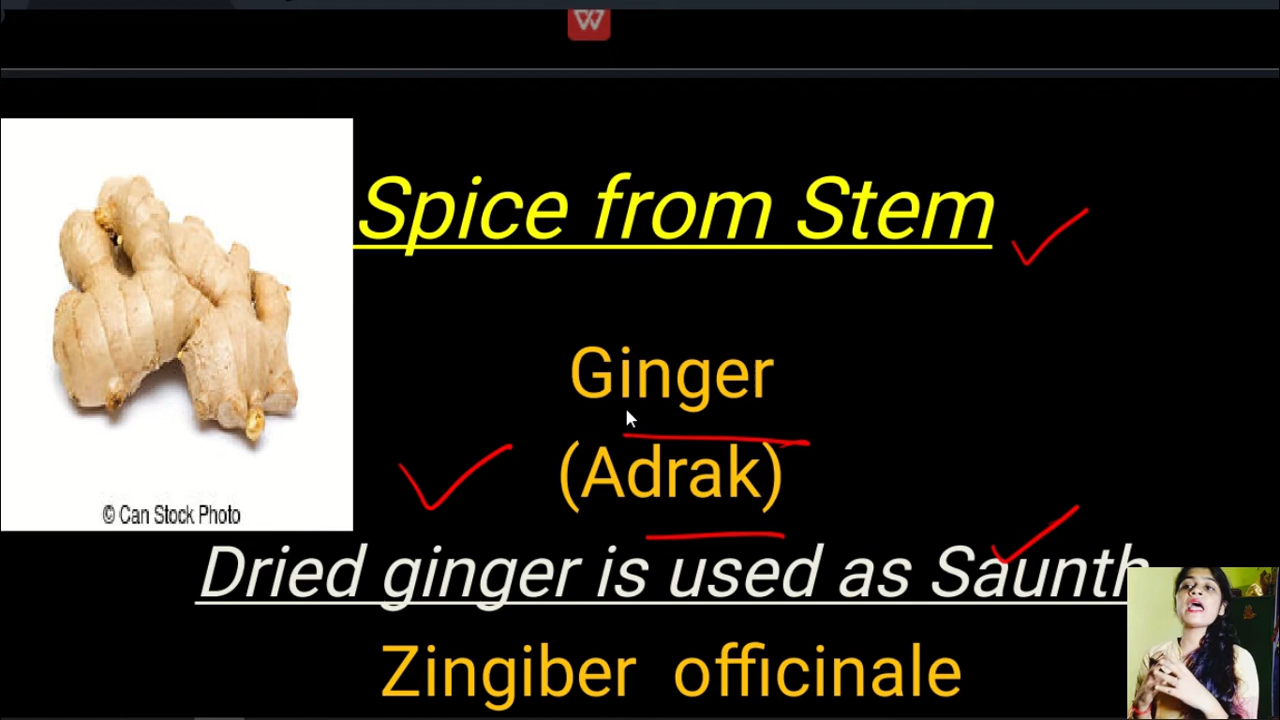 W
Spice from Stem
Ginger
(Adrak)
© Can Stock Photo
Dried ginger is used as Saunth
Zingiber officinale